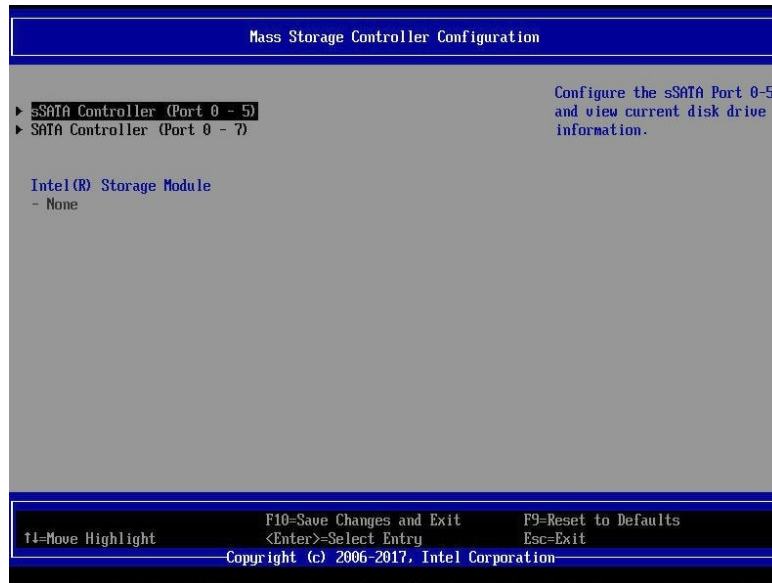 Mass Storage Controller Configuration
sSATA Controller (Port 0 - 5)
SATA Controller (Port 0 - 7)
Configure the sSATA Port 0-5
and view current disk drive
information.
Intel(R) Storage Module
- None
F10=Save Changes and Exit F9=Reset to Defaults
↑↓=Move Highlight <Enter>=Select Entry Esc=Exit
Copyright (c) 2006-2017, Intel Corporation